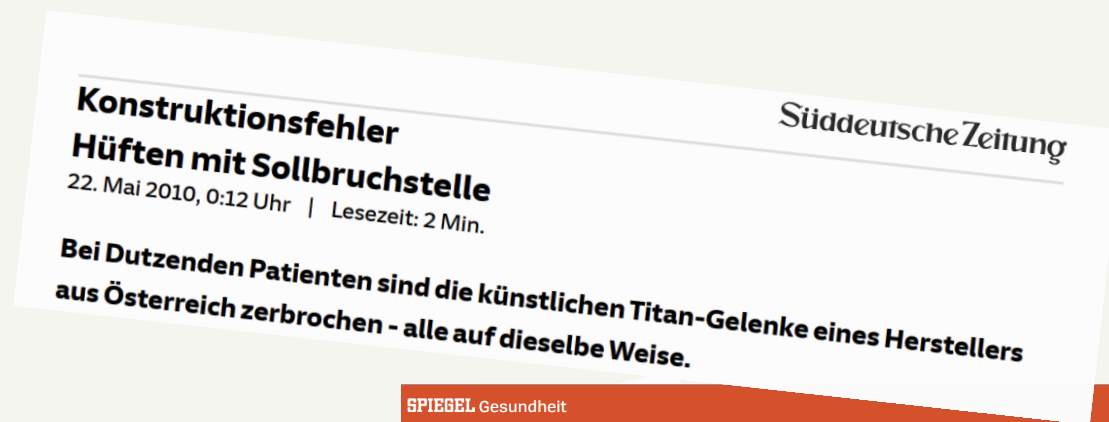 Süddeutsche Zeitung
Konstruktionsfehler
Hüften mit Sollbruchstelle
22. Mai 2010, 0:12 Uhr | Lesezeit: 2 Min.
Bei Dutzenden Patienten sind die künstlichen Titan-Gelenke eines Herstellers
aus Österreich zerbrochen - alle auf dieselbe Weise.
SPIEGEL Gesundheit